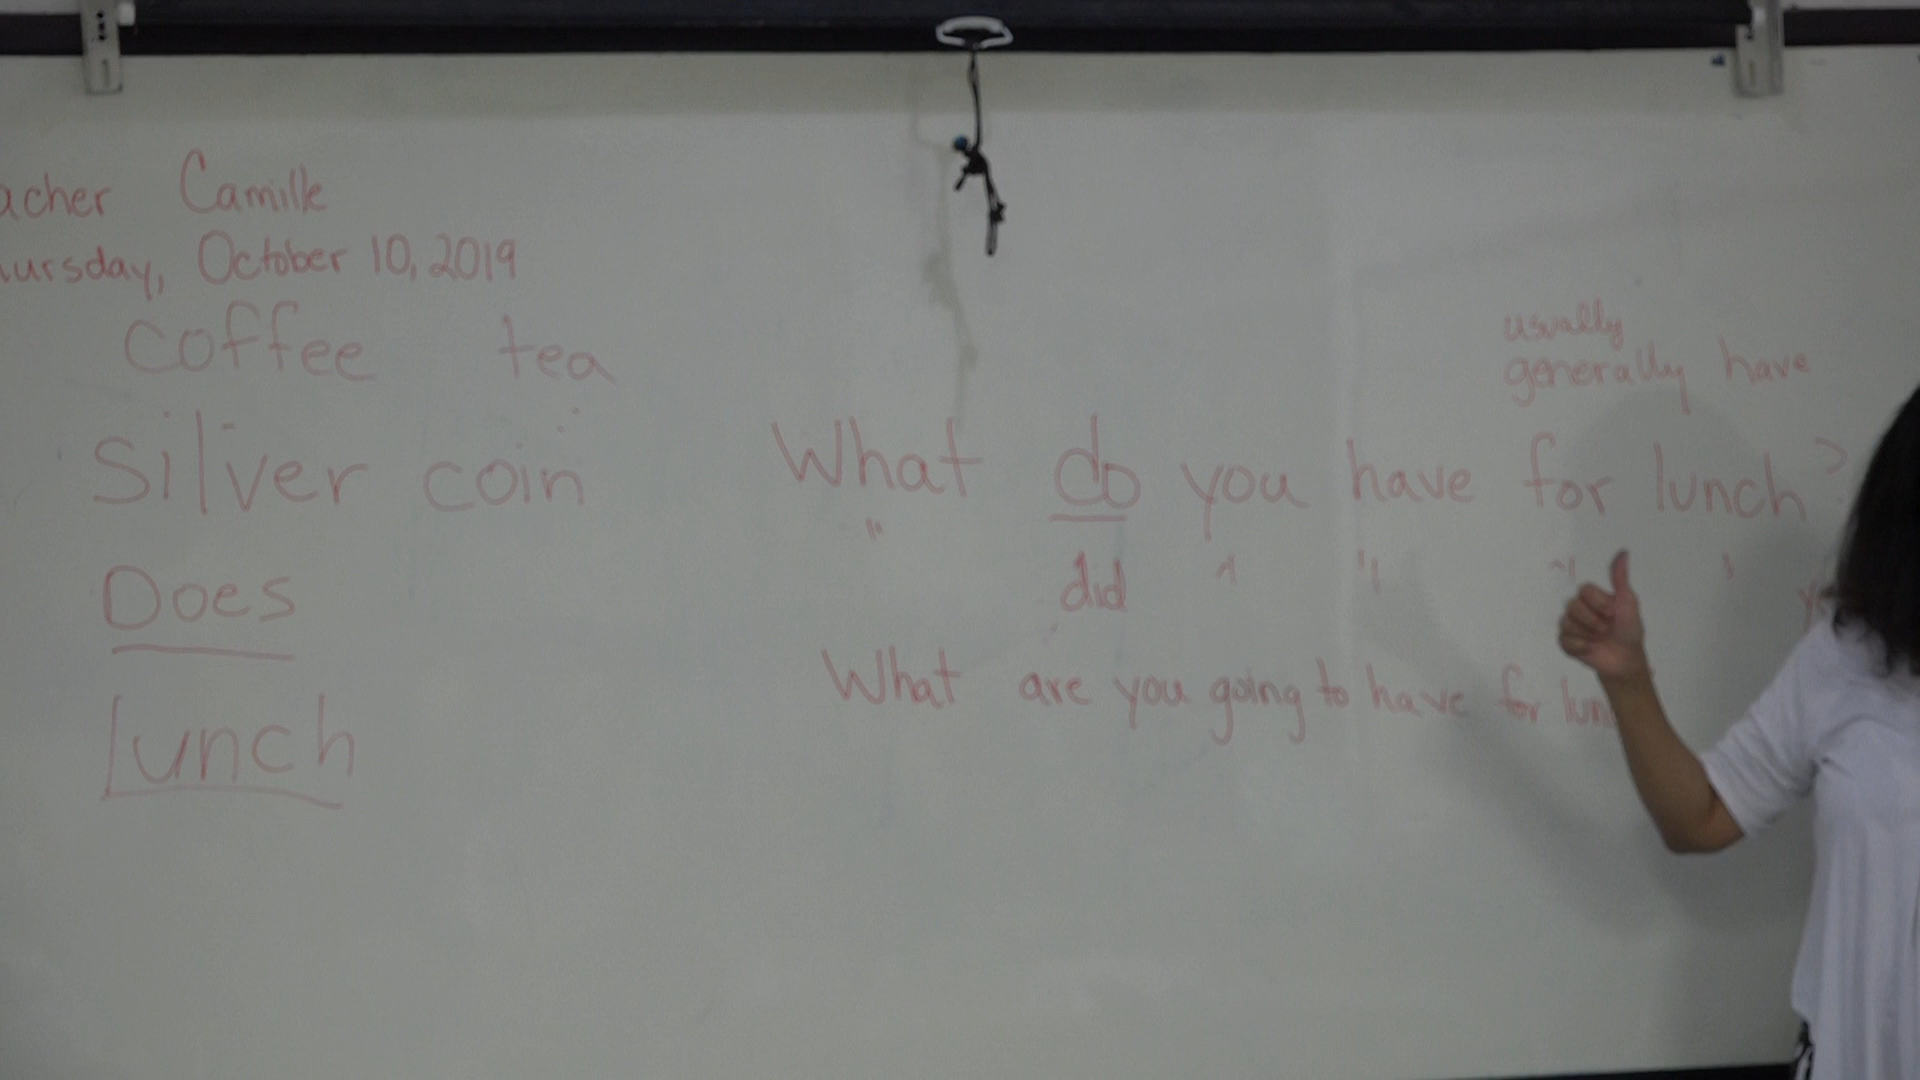 acher Camille
ursday, October 10, 2019
coffee tea
Silver coin
Does
lunch
usually
generally have
What do you have for lunch?
" did " " " "
What are you going to have for lun